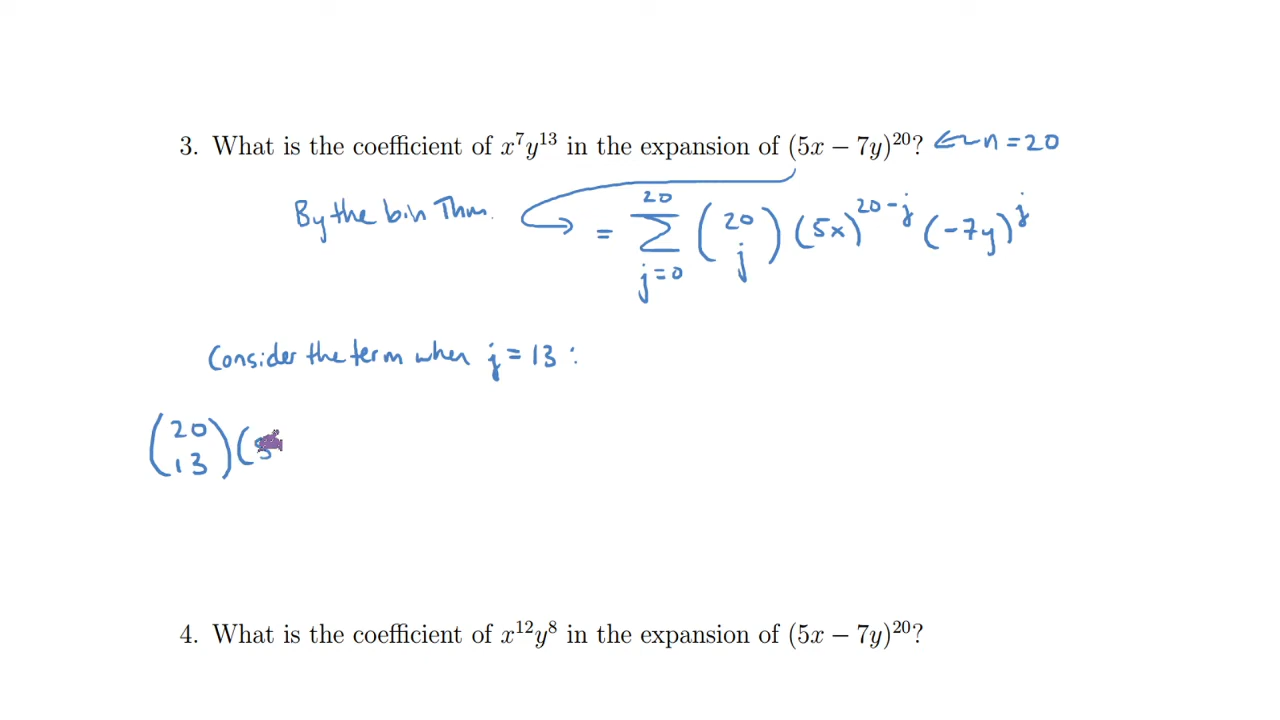 3. What is the coefficient of x⁷y¹³ in the expansion of (5x − 7y)²⁰? ⇐ n = 20
By the bin Thm. → = ∑_{j=0}^{20} (20 j) (5x)^{20-j} (-7y)^j
Consider the term when j = 13 :
(20 13) (5
4. What is the coefficient of x¹²y⁸ in the expansion of (5x − 7y)²⁰?